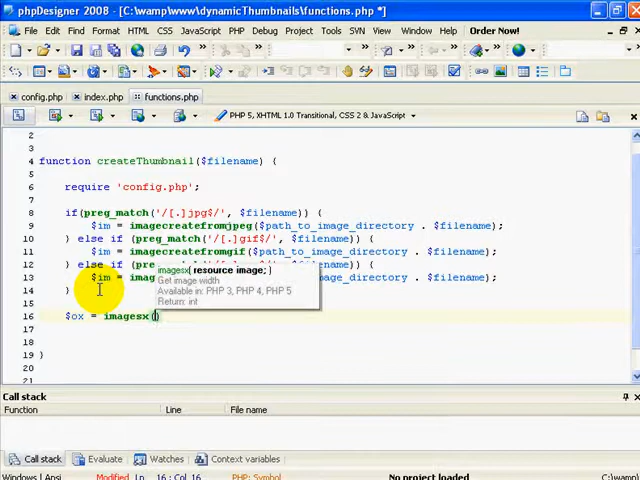 phpDesigner 2008 - [C:\wamp\www\dynamicThumbnails\functions.php *]
File Edit Find Format HTML CSS JavaScript PHP Debug Project Tools SVN View Window Help Order Now!
config.php index.php functions.php
PHP 5, XHTML 1.0 Transitional, CSS 2 & JavaScript
2
3
4 function createThumbnail($filename) {
5
6 require 'config.php';
7
8 if(preg_match('/[.]jpg$/', $filename)) {
9 $im = imagecreatefromjpeg($path_to_image_directory . $filename);
10 } else if (preg_match('/[.]gif$/', $filename)) {
11 $im = imagecreatefromgif($path_to_image_directory . $filename);
12 } else if (
$filename)) {
13 $im = imag
_to_image_directory . $filename);
imagesx( resource image; )
Get image width
Available in: PHP 3, PHP 4, PHP 5
Return: int
14 }
15
16 $ox = imagesx()
17
18
19 }
20
21
Call stack
Function Line File name
Call stack Evaluate Watches Context variables
Windows | Ansi Modified Ln : 16 : Col : 16 PHP: Symbol No project loaded C:\wamp\